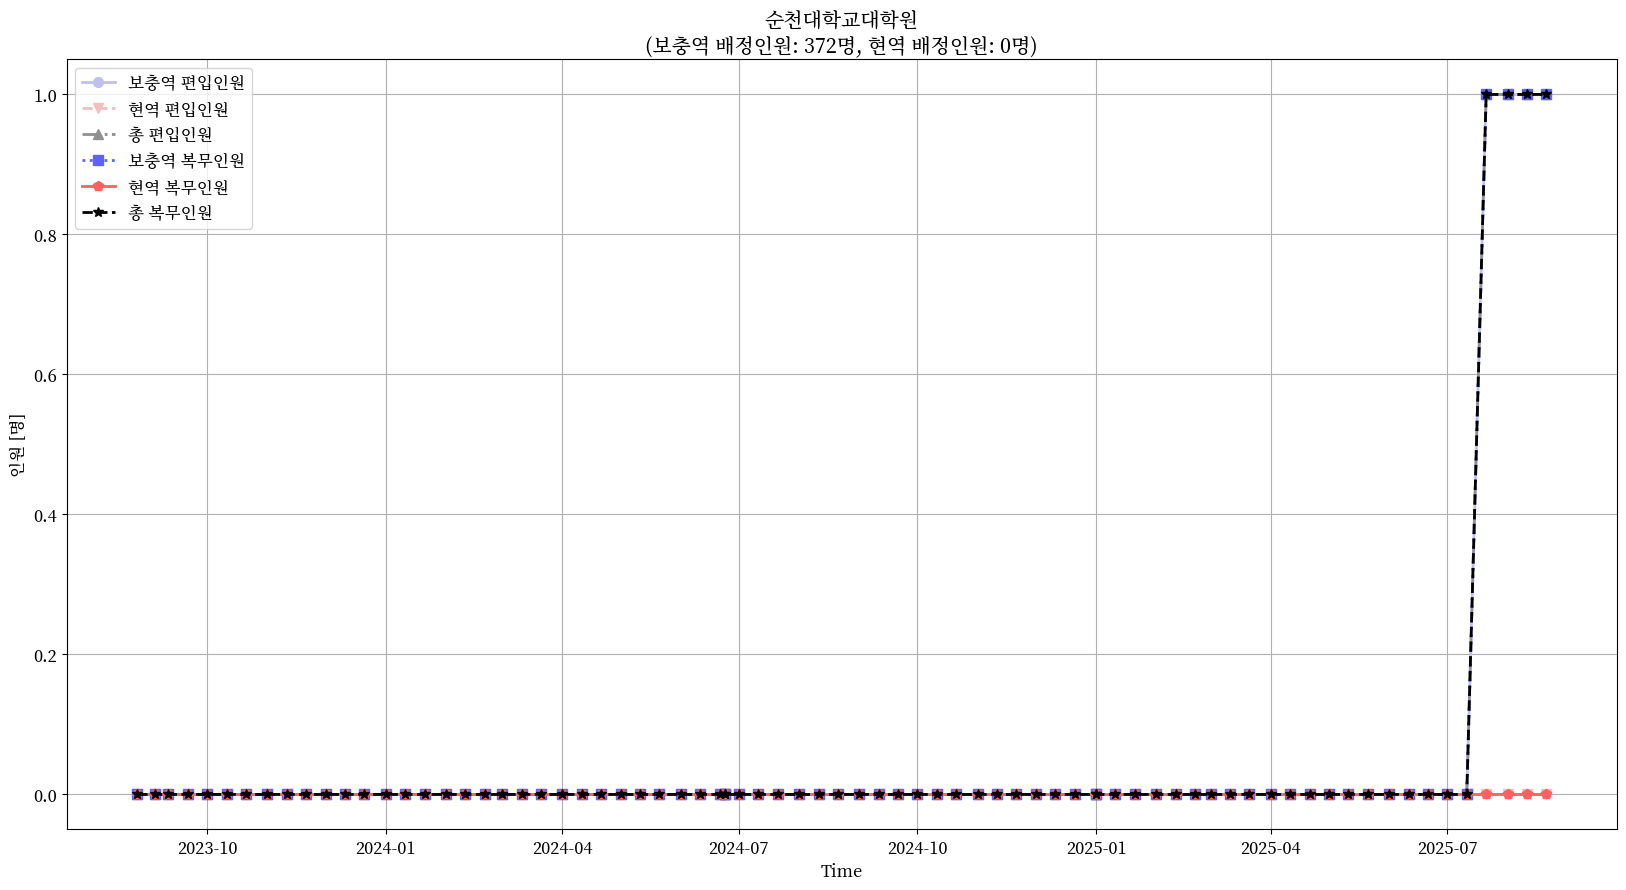 순천대학교대학원
(보충역 배정인원: 372명, 현역 배정인원: 0명)
보충역 편입인원
현역 편입인원
총 편입인원
보충역 복무인원
현역 복무인원
총 복무인원
인원 [명]
1.0
0.8
0.6
0.4
0.2
0.0
2023-10 2024-01 2024-04 2024-07 2024-10 2025-01 2025-04 2025-07
Time